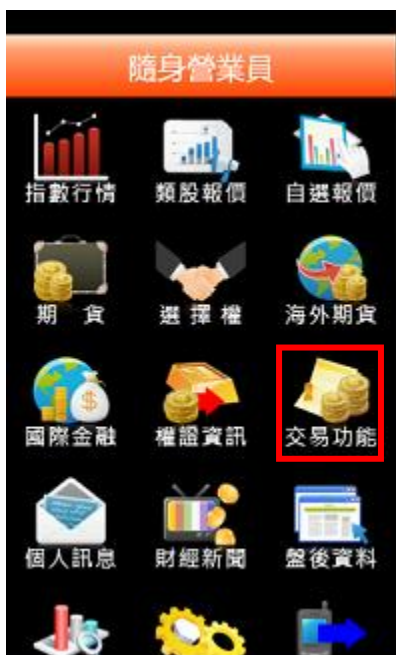 隨身營業員
指數行情 類股報價 自選報價
期 貨 選 擇 權 海外期貨
國際金融 權證資訊 交易功能
個人訊息 財經新聞 盤後資料